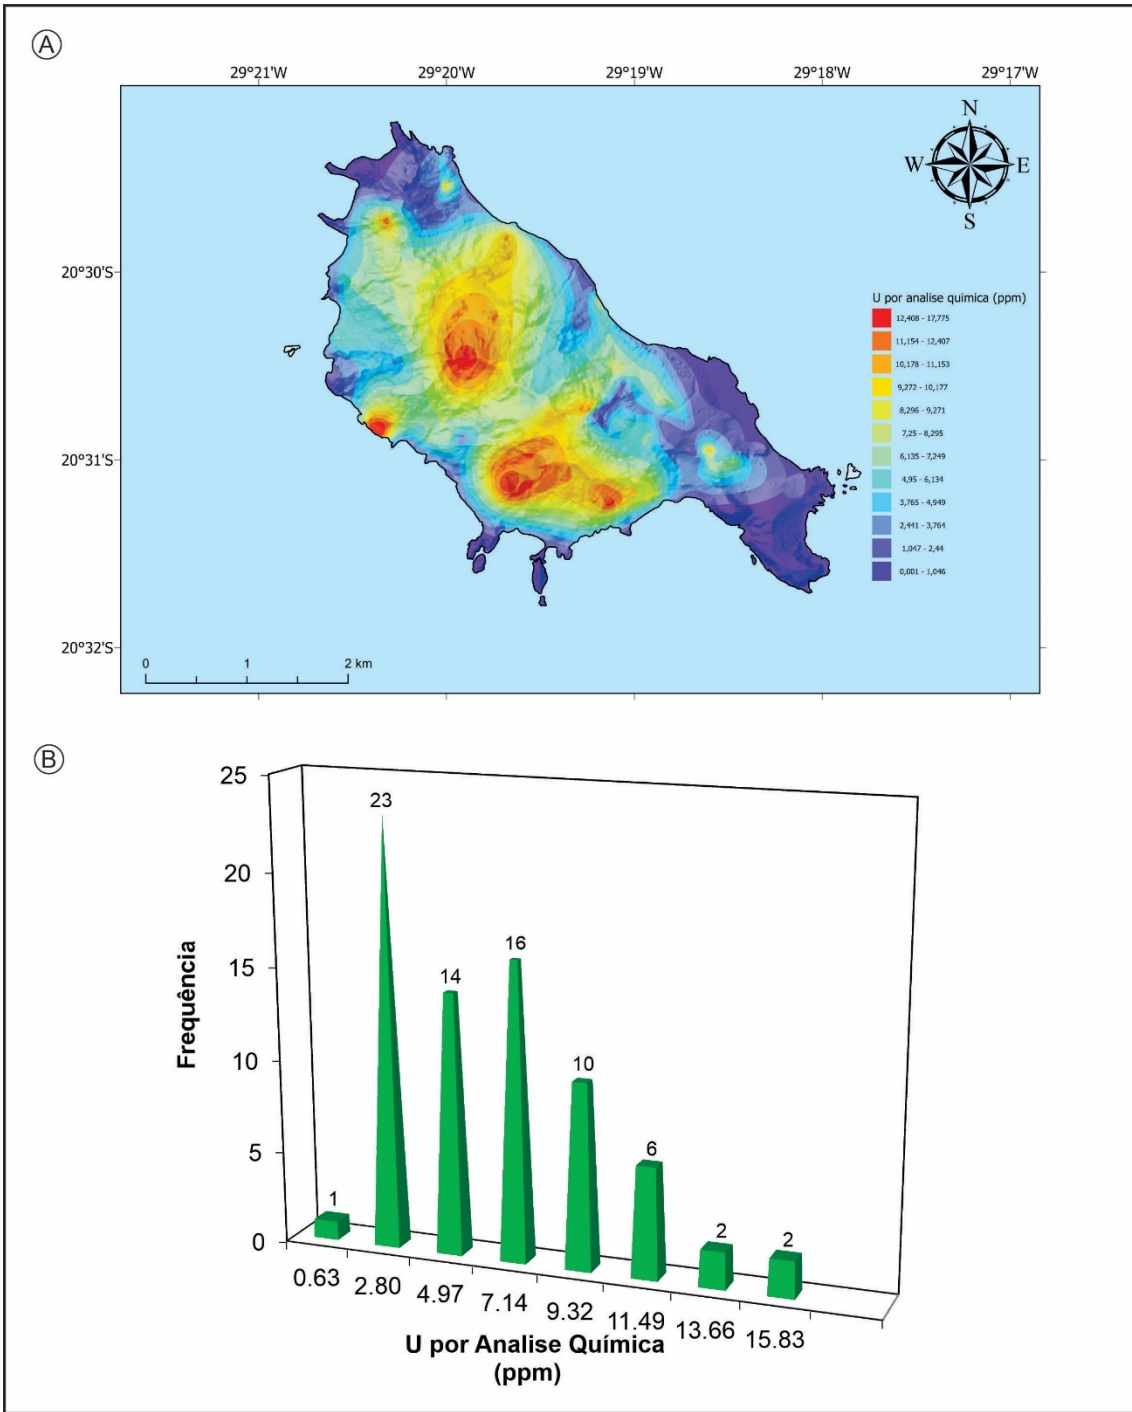 A
29°21'W 29°20'W 29°19'W 29°18'W 29°17'W
N
W E
S
20°30'S
20°31'S
20°32'S
U por analise quimica (ppm)
12,408 - 17,775
11,154 - 12,407
10,178 - 11,153
9,272 - 10,177
8,296 - 9,271
7,25 - 8,295
6,135 - 7,249
4,95 - 6,134
3,765 - 4,949
2,441 - 3,764
1,047 - 2,44
0,001 - 1,046
0 1 2 km
B
25
20
15
10
5
0
Frequência
1
23
14
16
10
6
2
2
0.63 2.80 4.97 7.14 9.32 11.49 13.66 15.83
U por Analise Química
(ppm)